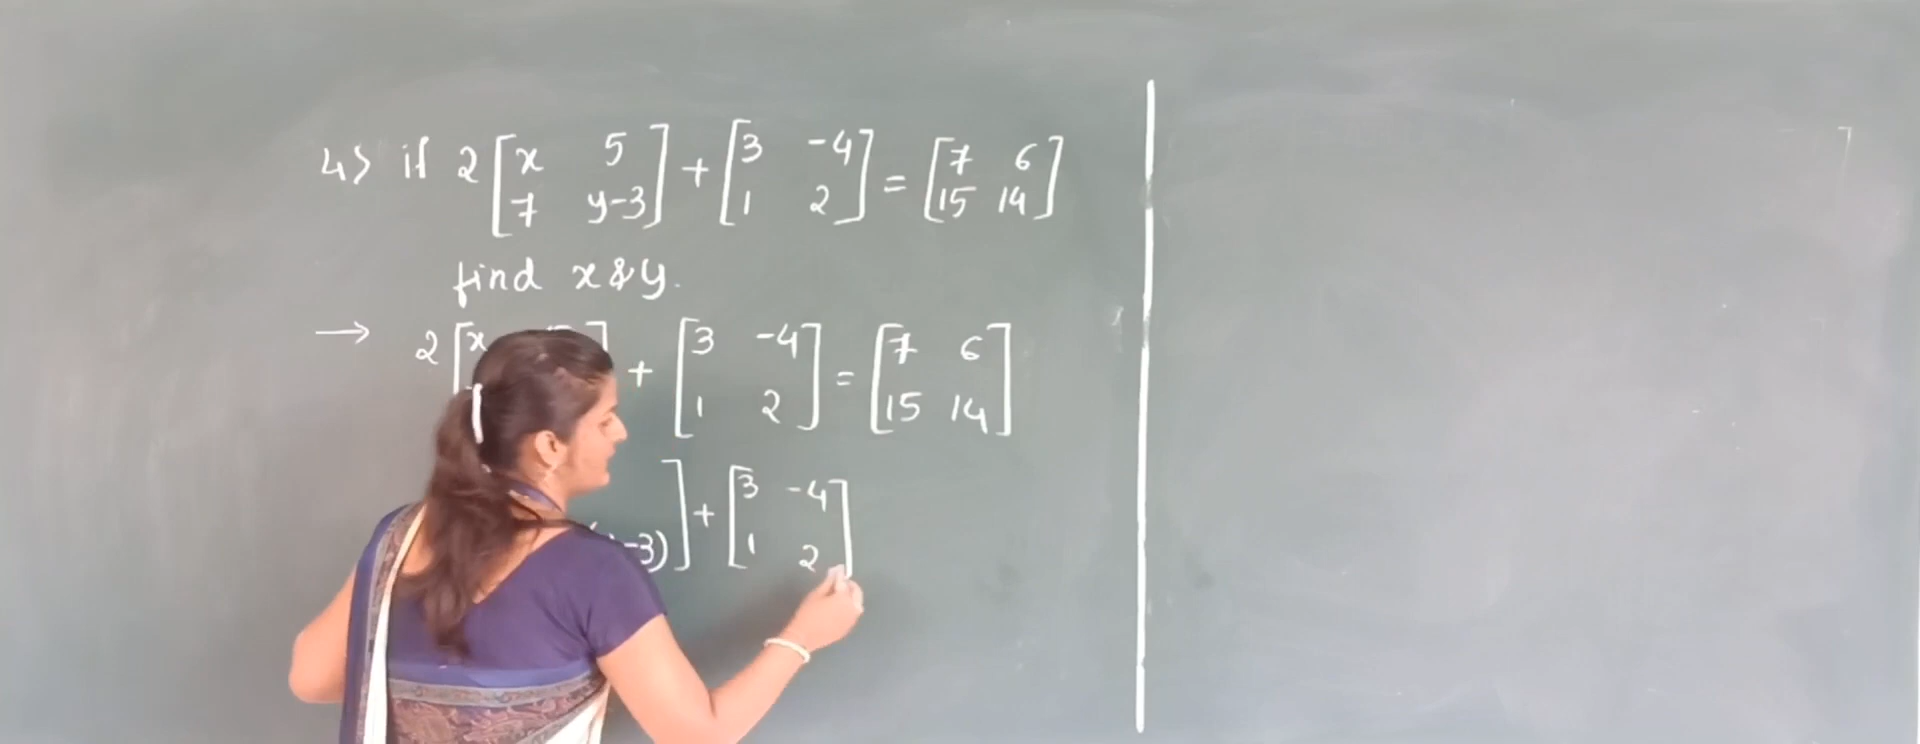 4) if 2 [ x 5 ] + [ 3 -4 ] = [ 7 6 ]
[ 7 y-3 ] [ 1 2 ] [ 15 14 ]
find x & y.
→ 2 [ x ] + [ 3 -4 ] = [ 7 6 ]
[ 1 2 ] [ 15 14 ]
] + [ 3 -4 ]
-3) ] [ 1 2 ]